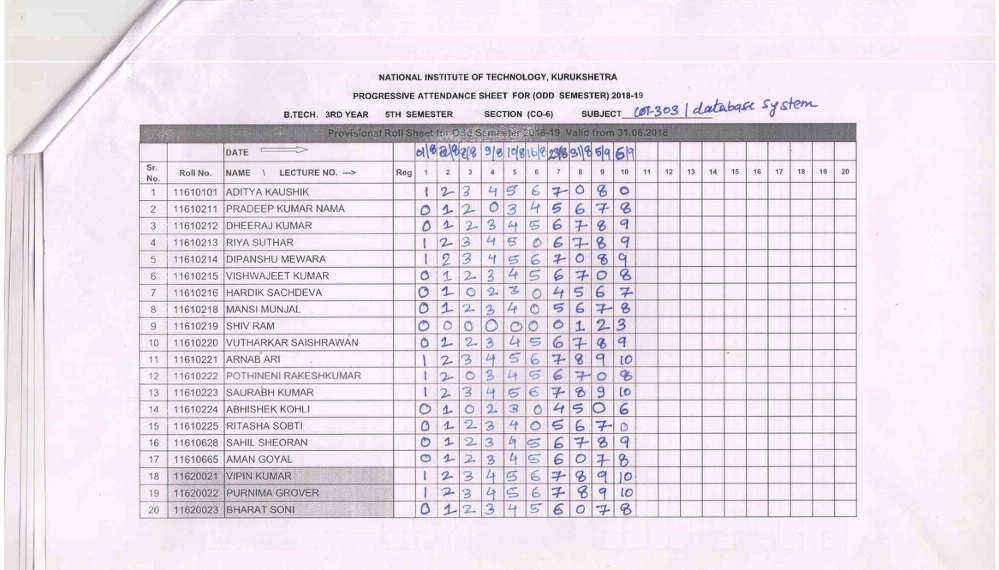 NATIONAL INSTITUTE OF TECHNOLOGY, KURUKSHETRA
PROGRESSIVE ATTENDANCE SHEET FOR (ODD SEMESTER) 2018-19
B.TECH. 3RD YEAR 5TH SEMESTER SECTION (CO-6) SUBJECT COT-303 / database system
Provisional Roll Sheet for Odd Semester 2018-19, Valid from 31.08.2018
DATE 01/8 2/8 8/8 9/8 10/8 16/8 23/8 31/8 5/9 6/9
Sr. No. Roll No. NAME \ LECTURE NO. --> Reg 1 2 3 4 5 6 7 8 9 10 11 12 13 14 15 16 17 18 19 20
1 11610101 ADITYA KAUSHIK 1 2 3 4 5 6 7 0 8 0
2 11610211 PRADEEP KUMAR NAMA 0 1 2 0 3 4 5 6 7 8
3 11610212 DHEERAJ KUMAR 0 1 2 3 4 5 6 7 8 9
4 11610213 RIYA SUTHAR 1 2 3 4 5 0 6 7 8 9
5 11610214 DIPANSHU MEWARA 1 2 3 4 5 6 7 0 8 9
6 11610215 VISHWAJEET KUMAR 0 1 2 3 4 5 6 7 0 8
7 11610216 HARDIK SACHDEVA 0 1 0 2 3 0 4 5 6 7
8 11610218 MANSI MUNJAL 0 1 2 3 4 0 5 6 7 8
9 11610219 SHIV RAM 0 0 0 0 0 0 0 1 2 3
10 11610220 VUTHARKAR SAISHRAWAN 0 1 2 3 4 5 6 7 8 9
11 11610221 ARNAB ARI 1 2 3 4 5 6 7 8 9 10
12 11610222 POTHINENI RAKESHKUMAR 1 2 0 3 4 5 6 7 0 8
13 11610223 SAURABH KUMAR 1 2 3 4 5 6 7 8 9 10
14 11610224 ABHISHEK KOHLI 0 1 0 2 3 0 4 5 0 6
15 11610225 RITASHA SOBTI 0 1 2 3 4 0 5 6 7 0
16 11610628 SAHIL SHEORAN 0 1 2 3 4 5 6 7 8 9
17 11610665 AMAN GOYAL 0 1 2 3 4 5 6 0 7 8
18 11620021 VIPIN KUMAR 1 2 3 4 5 6 7 8 9 10
19 11620022 PURNIMA GROVER 1 2 3 4 5 6 7 8 9 10
20 11620023 BHARAT SONI 0 1 2 3 4 5 6 0 7 8